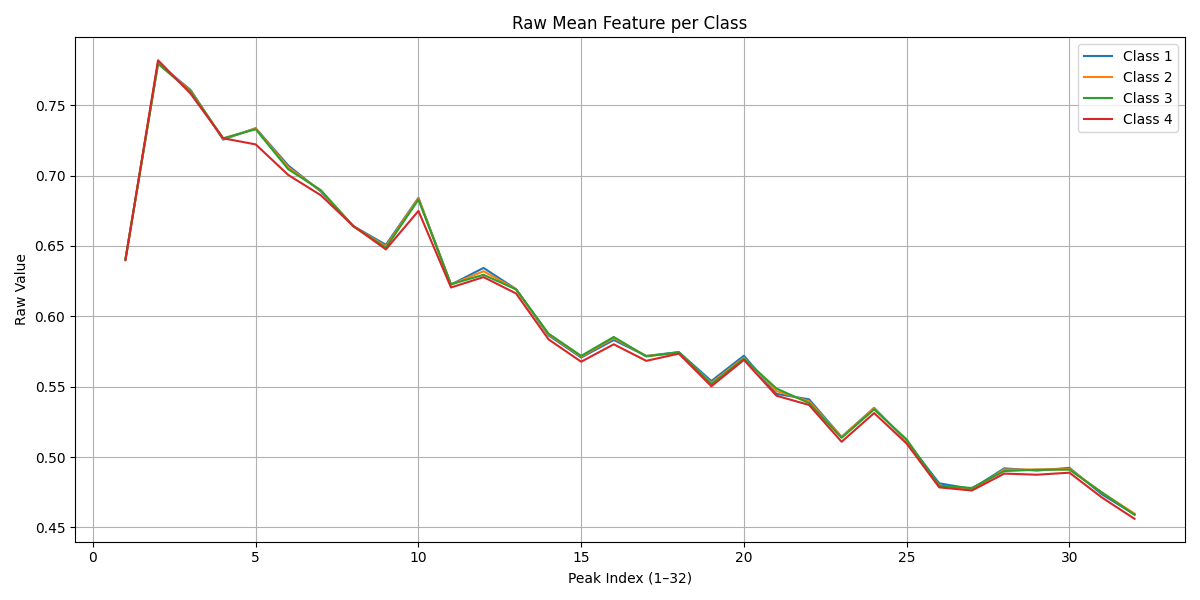 Raw Mean Feature per Class
Class 1
Class 2
Class 3
Class 4
Raw Value
0.75
0.70
0.65
0.60
0.55
0.50
0.45
0 5 10 15 20 25 30
Peak Index (1–32)